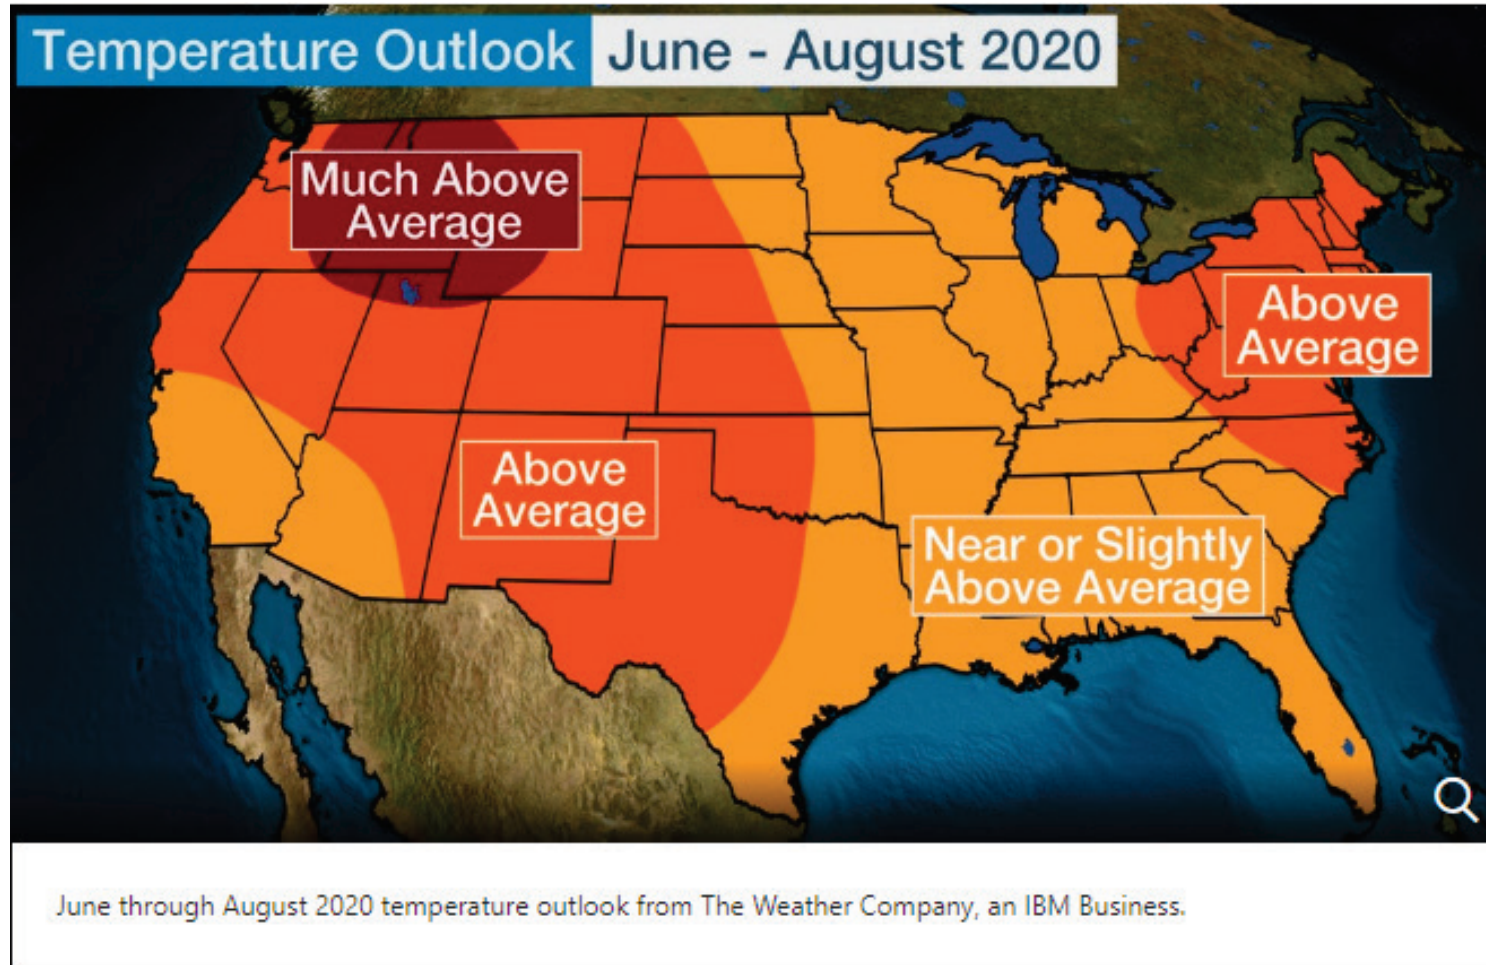 Temperature Outlook June - August 2020
Much Above
Average
Above
Average
Above
Average
Near or Slightly
Above Average
June through August 2020 temperature outlook from The Weather Company, an IBM Business.